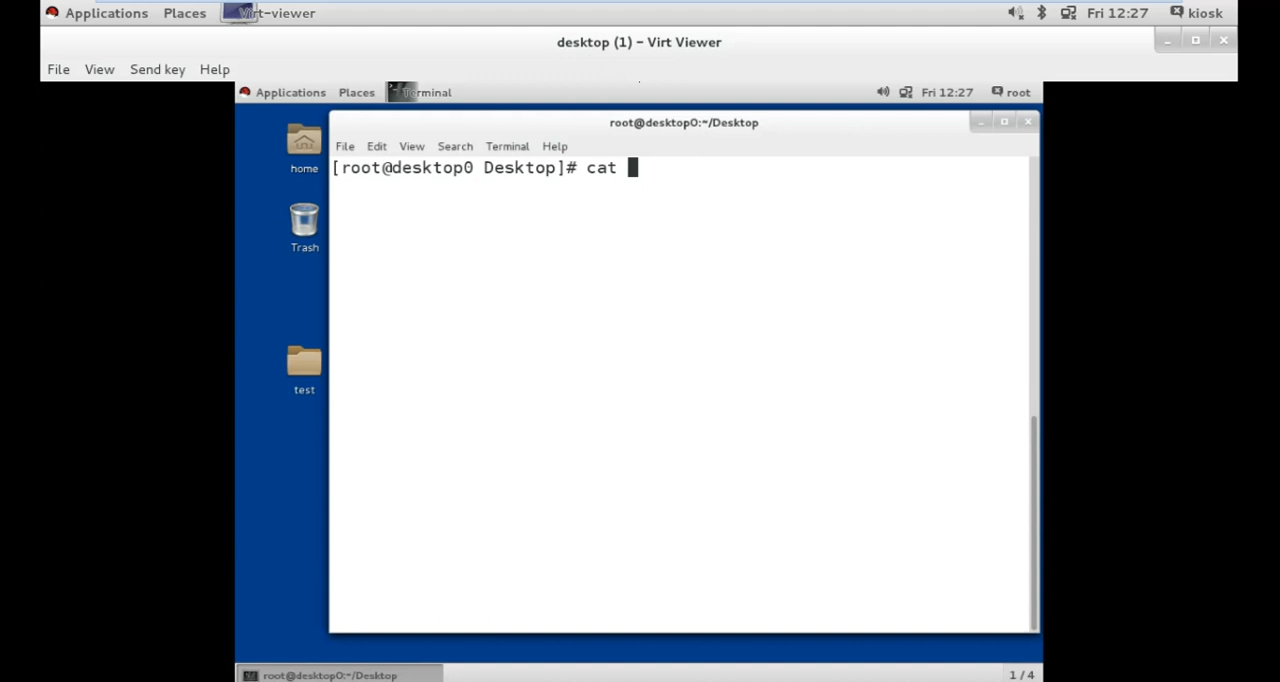 Applications Places Virt-viewer Fri 12:27 kiosk
desktop (1) – Virt Viewer
File View Send key Help
Applications Places Terminal Fri 12:27 root
root@desktop0:~/Desktop
File Edit View Search Terminal Help
[root@desktop0 Desktop]# cat
home
Trash
test
root@desktop0:~/Desktop 1 / 4